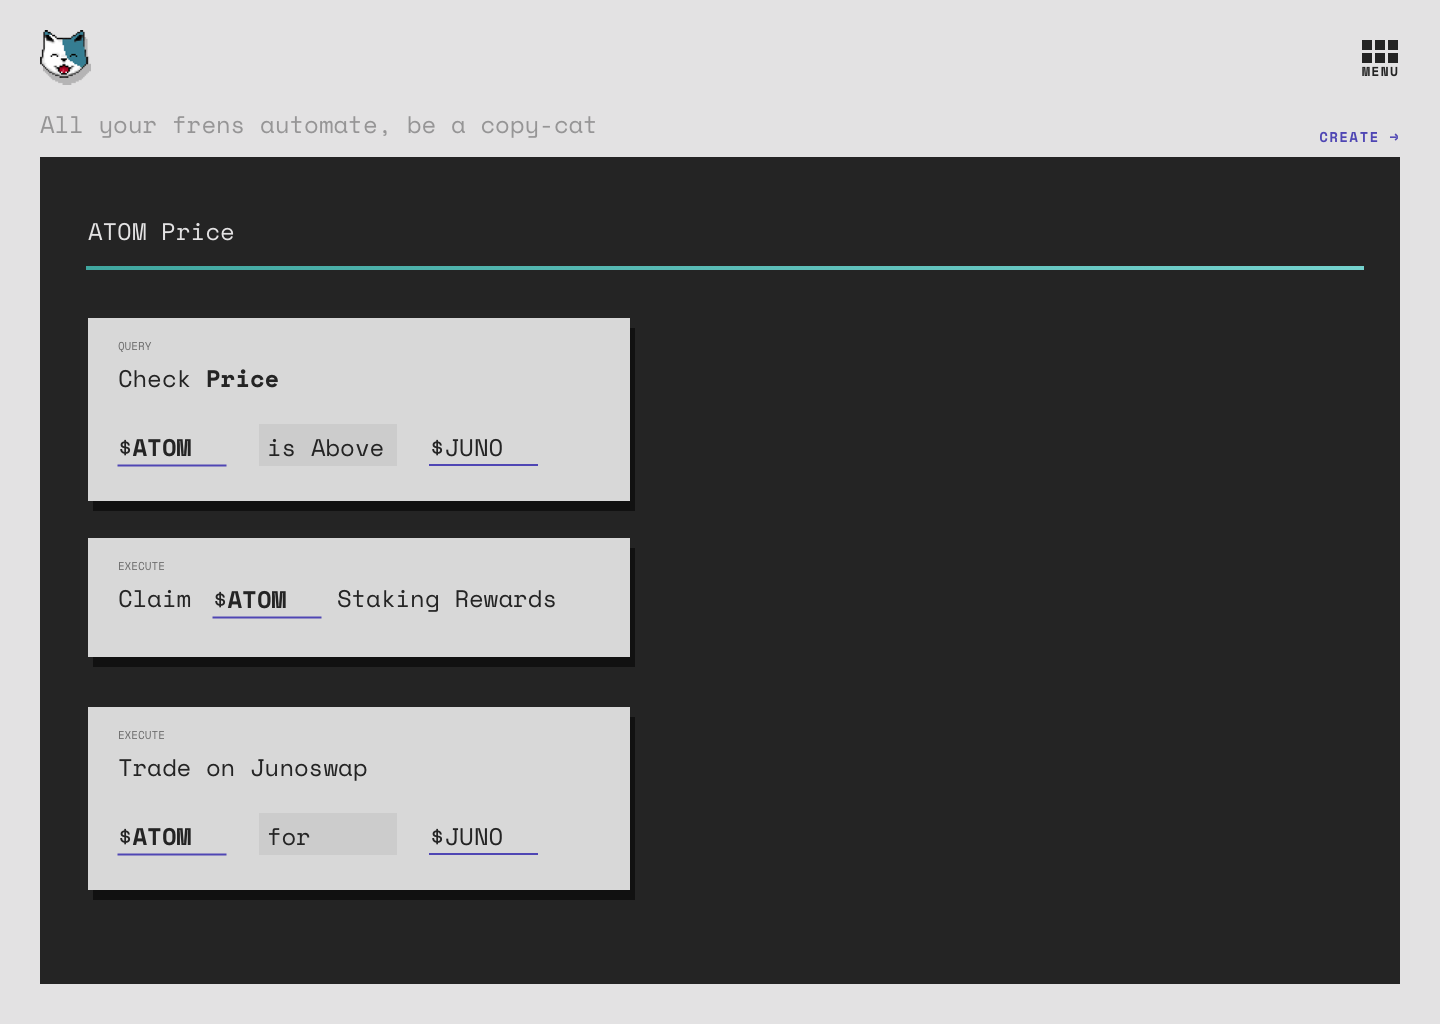 MENU
All your frens automate, be a copy-cat
CREATE →
ATOM Price
QUERY
Check Price
$ATOM is Above $JUNO
EXECUTE
Claim $ATOM Staking Rewards
EXECUTE
Trade on Junoswap
$ATOM for $JUNO